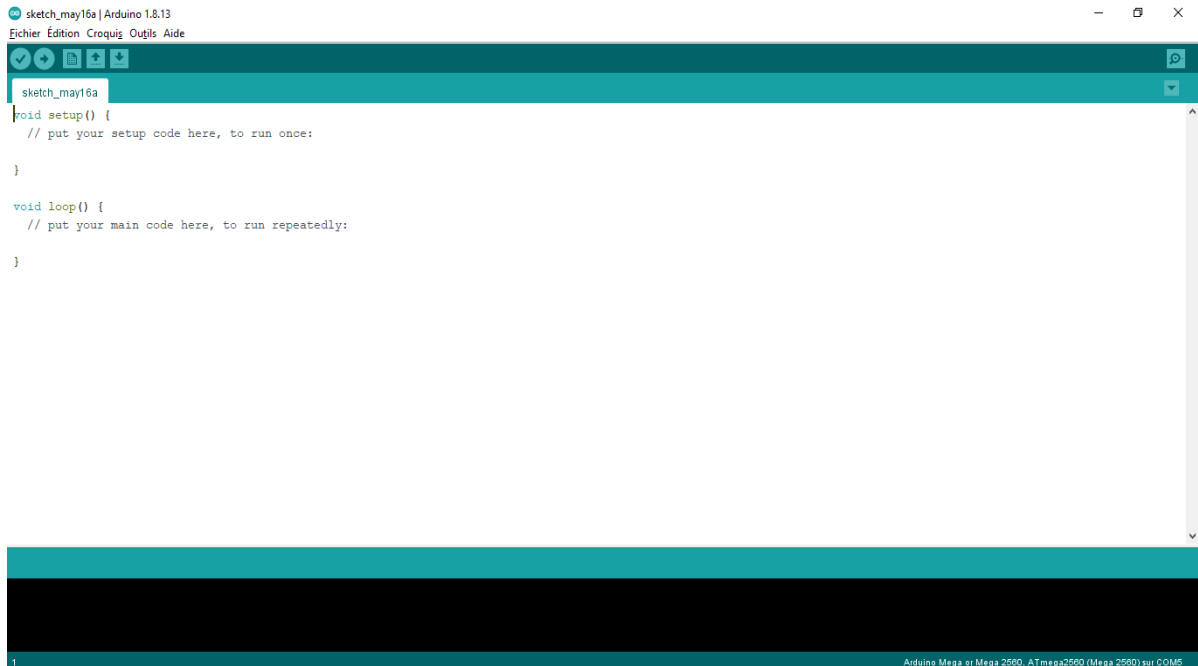 sketch_may16a | Arduino 1.8.13
Fichier Édition Croquis Outils Aide
sketch_may16a
void setup() {
  // put your setup code here, to run once:
}
void loop() {
  // put your main code here, to run repeatedly:
}
1
Arduino Mega or Mega 2560, ATmega2560 (Mega 2560) sur COM5